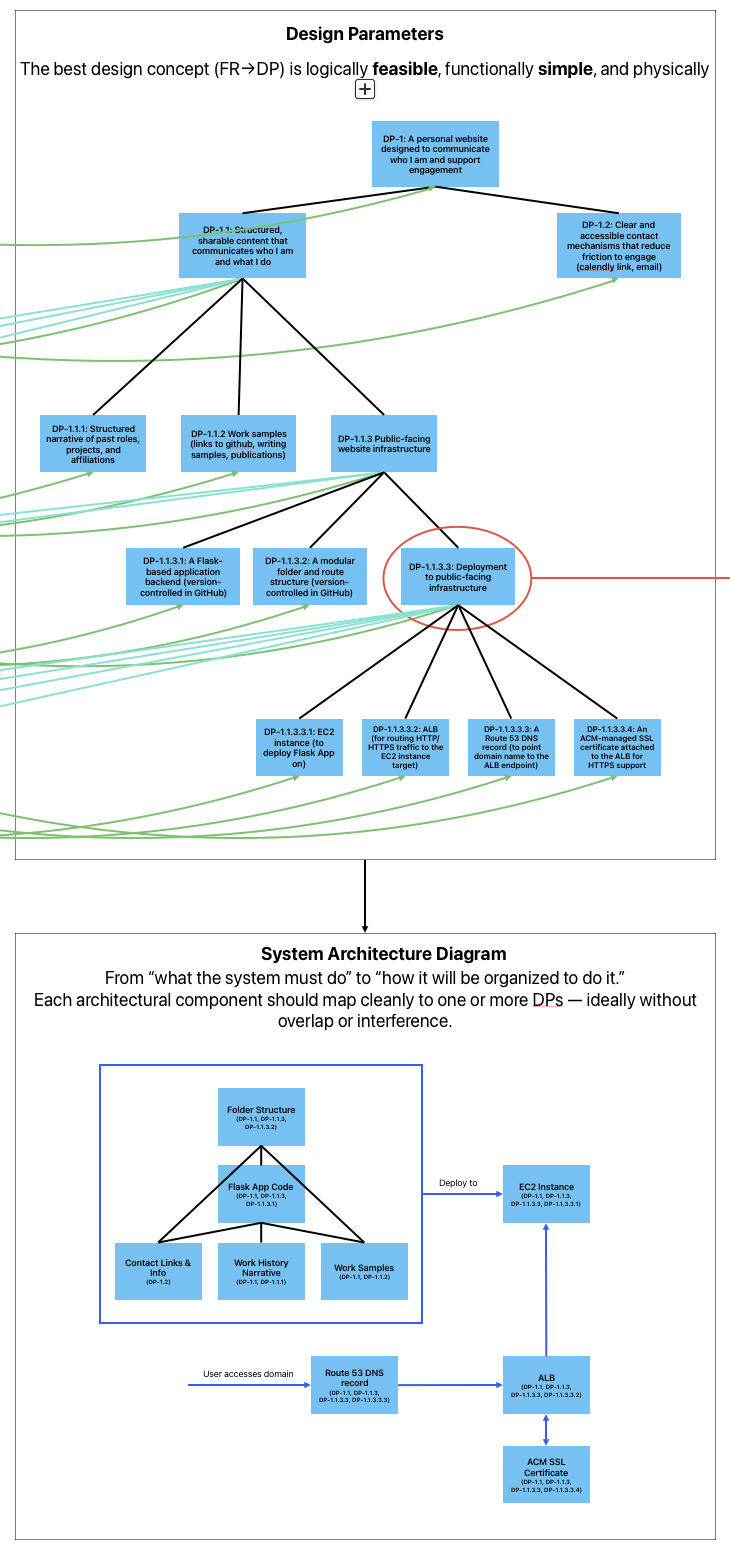 Design Parameters
The best design concept (FR→DP) is logically feasible, functionally simple, and physically
DP-1: A personal website
designed to communicate
who I am and support
engagement
DP-1.1: Structured,
sharable content that
communicates who I am
and what I do
DP-1.2: Clear and
accessible contact
mechanisms that reduce
friction to engage
(calendly link, email)
DP-1.1.1: Structured
narrative of past roles,
projects, and
affiliations
DP-1.1.2 Work samples
(links to github, writing
samples, publications)
DP-1.1.3 Public-facing
website infrastructure
DP-1.1.3.1: A Flask-
based application
backend (version-
controlled in GitHub)
DP-1.1.3.2: A modular
folder and route
structure (version-
controlled in GitHub)
DP-1.1.3.3: Deployment
to public-facing
infrastructure
DP-1.1.3.3.1: EC2
instance (to
deploy Flask App
on)
DP-1.1.3.3.2: ALB
(for routing HTTP/
HTTPS traffic to the
EC2 instance
target)
DP-1.1.3.3.3: A
Route 53 DNS
record (to point
domain name to the
ALB endpoint)
DP-1.1.3.3.4: An
ACM-managed SSL
certificate attached
to the ALB for
HTTPS support
System Architecture Diagram
From “what the system must do” to “how it will be organized to do it.”
Each architectural component should map cleanly to one or more DPs — ideally without
overlap or interference.
Folder Structure
(DP-1.1, DP-1.1.3,
DP-1.1.3.2)
Flask App Code
(DP-1.1, DP-1.1.3,
DP-1.1.3.1)
Contact Links &
Info
(DP-1.2)
Work History
Narrative
(DP-1.1, DP-1.1.1)
Work Samples
(DP-1.1, DP-1.1.2)
Deploy to
EC2 Instance
(DP-1.1, DP-1.1.3,
DP-1.1.3.3, DP-1.1.3.3.1)
User accesses domain
Route 53 DNS
record
(DP-1.1, DP-1.1.3,
DP-1.1.3.3, DP-1.1.3.3.3)
ALB
(DP-1.1, DP-1.1.3,
DP-1.1.3.3, DP-1.1.3.3.2)
ACM SSL
Certificate
(DP-1.1, DP-1.1.3,
DP-1.1.3.3, DP-1.1.3.3.4)